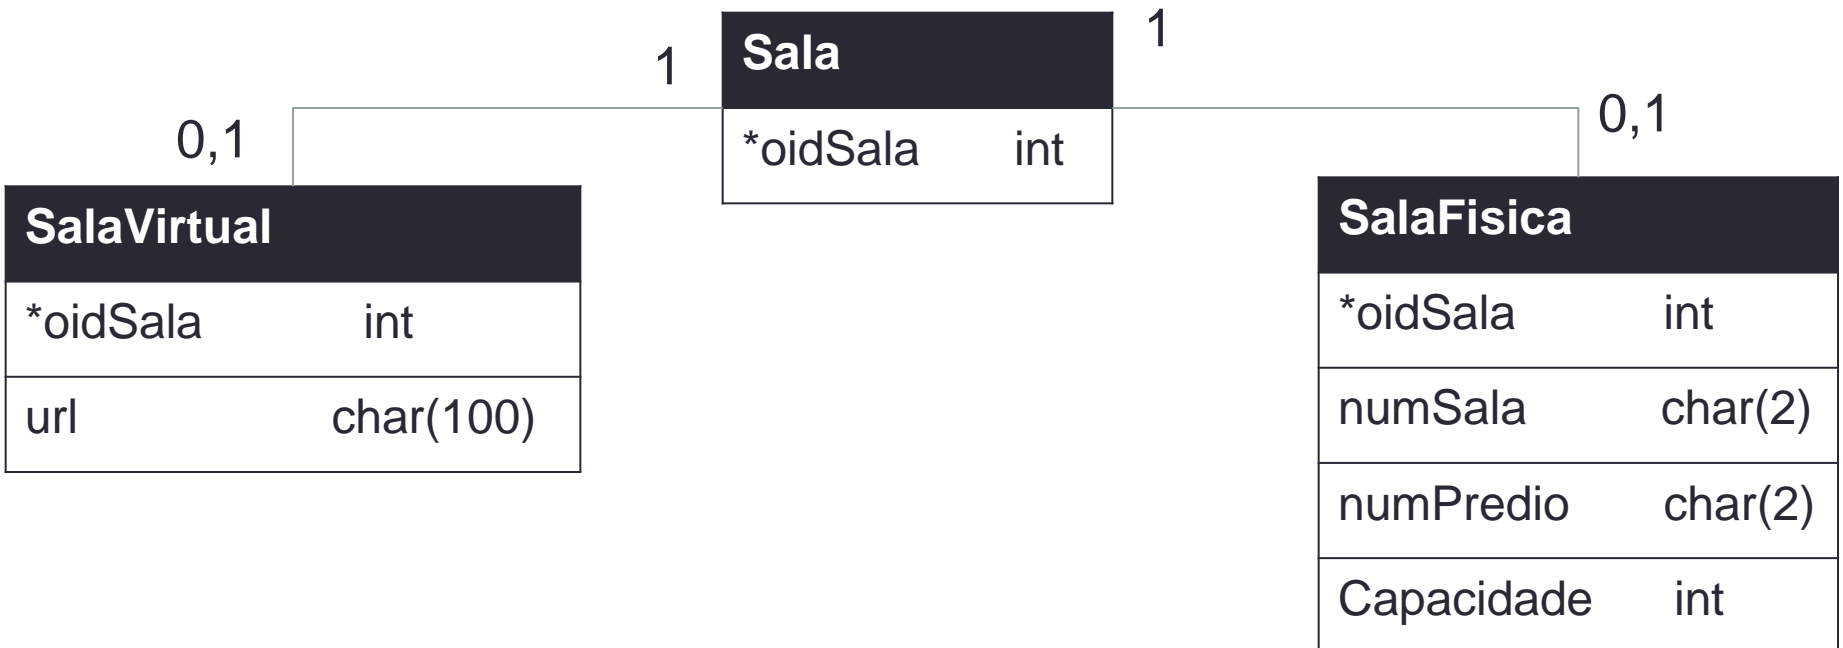 1
Sala
1
0,1
*oidSala int
0,1
SalaVirtual
*oidSala int
url char(100)
SalaFisica
*oidSala int
numSala char(2)
numPredio char(2)
Capacidade int